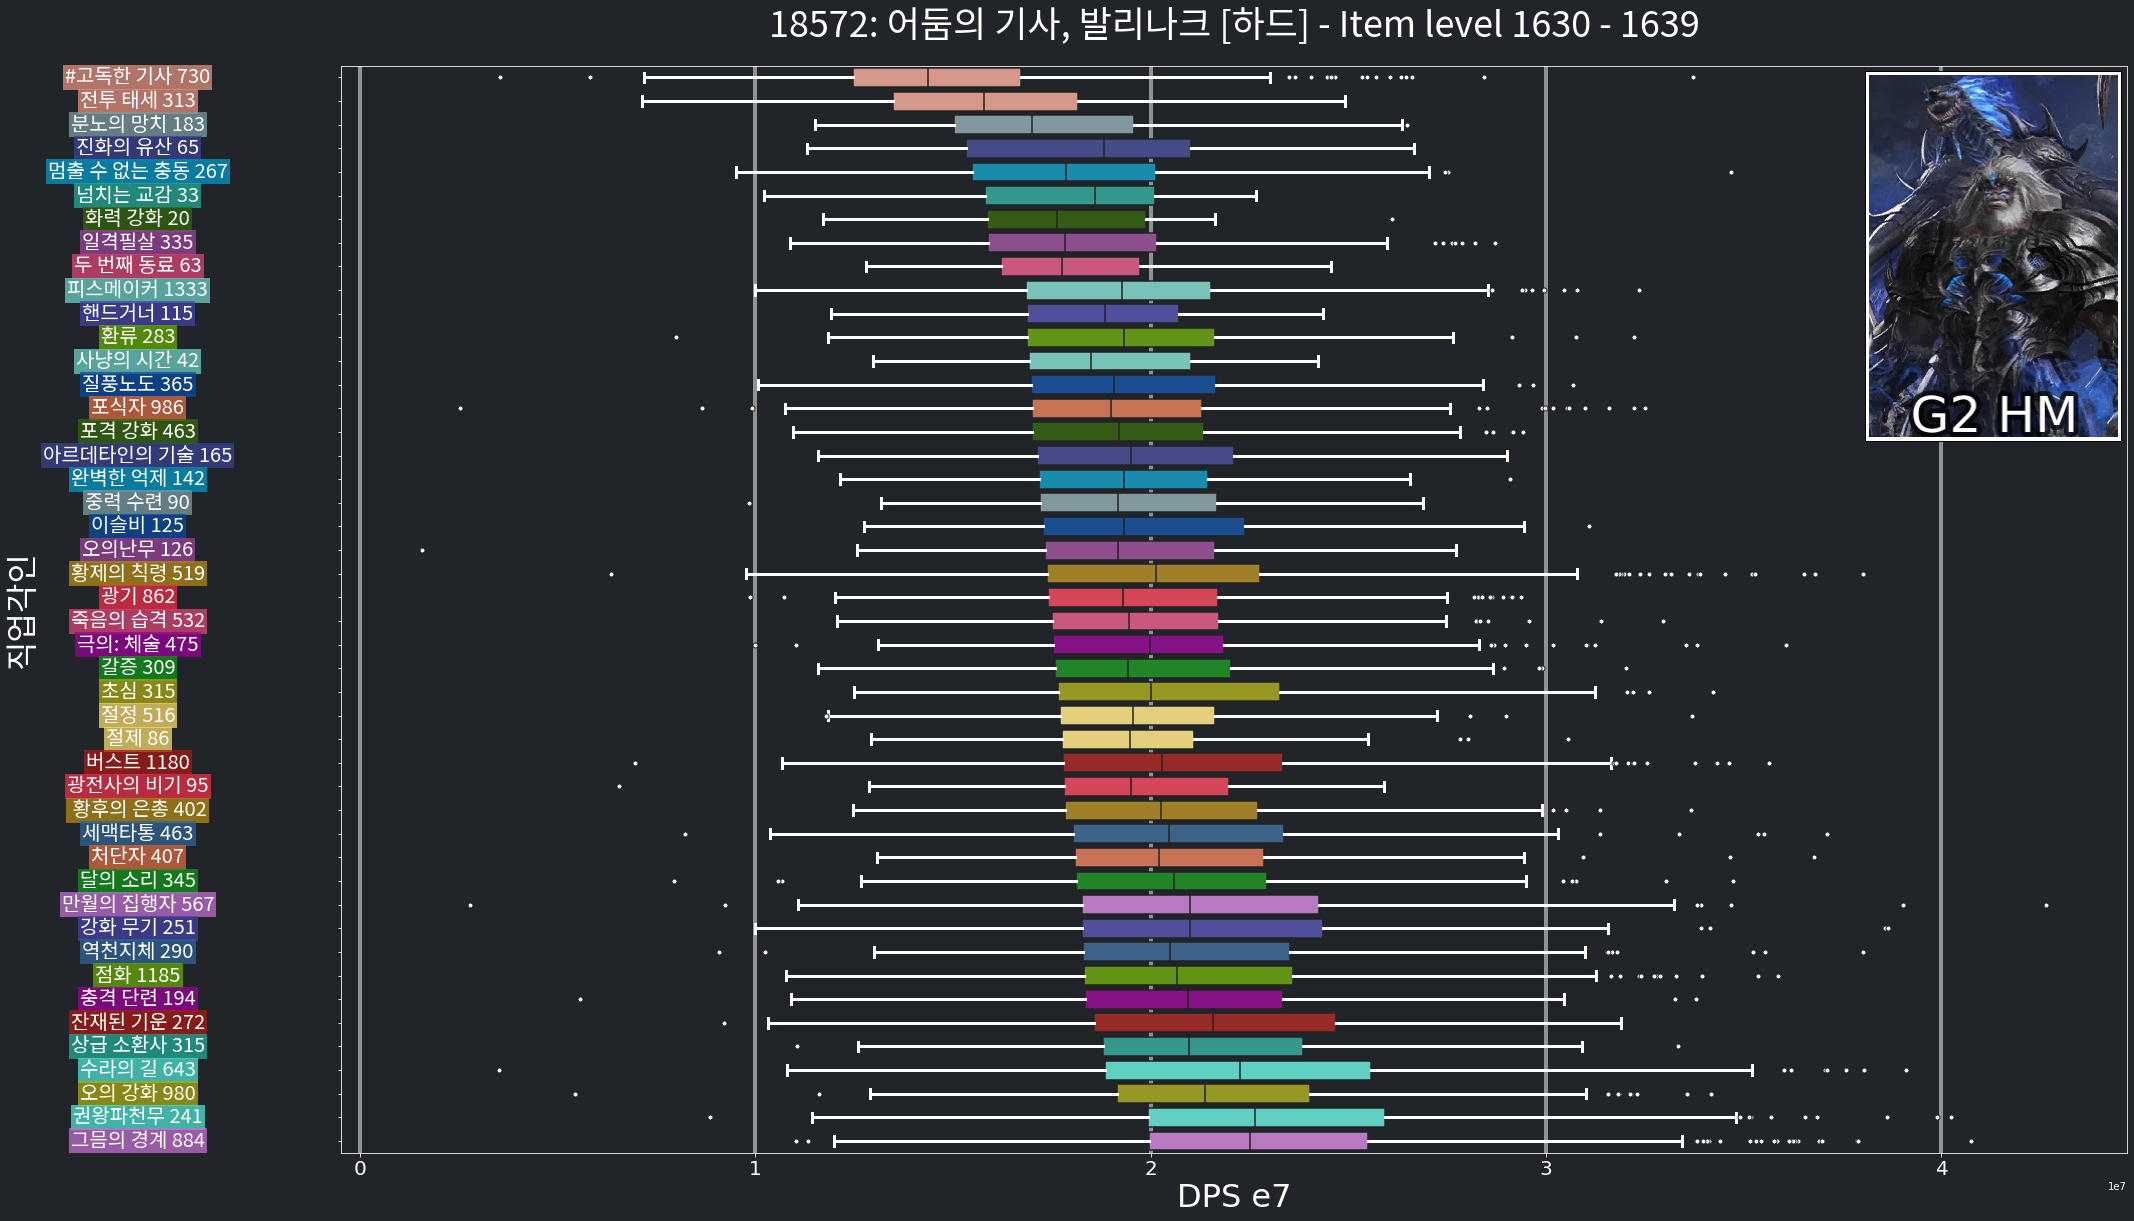 18572: 어둠의 기사, 발리나크 [하드] - Item level 1630 - 1639
#고독한 기사 730
전투 태세 313
분노의 망치 183
진화의 유산 65
멈출 수 없는 충동 267
넘치는 교감 33
화력 강화 20
일격필살 335
두 번째 동료 63
피스메이커 1333
핸드거너 115
환류 283
사냥의 시간 42
질풍노도 365
포식자 986
포격 강화 463
아르데타인의 기술 165
완벽한 억제 142
중력 수련 90
이슬비 125
오의난무 126
황제의 칙령 519
광기 862
죽음의 습격 532
극의: 체술 475
갈증 309
초심 315
절정 516
절제 86
버스트 1180
광전사의 비기 95
황후의 은총 402
세맥타통 463
처단자 407
달의 소리 345
만월의 집행자 567
강화 무기 251
역천지체 290
점화 1185
충격 단련 194
잔재된 기운 272
상급 소환사 315
수라의 길 643
오의 강화 980
권왕파천무 241
그믐의 경계 884
직업각인
G2 HM
0 1 2 3 4
DPS e7
1e7